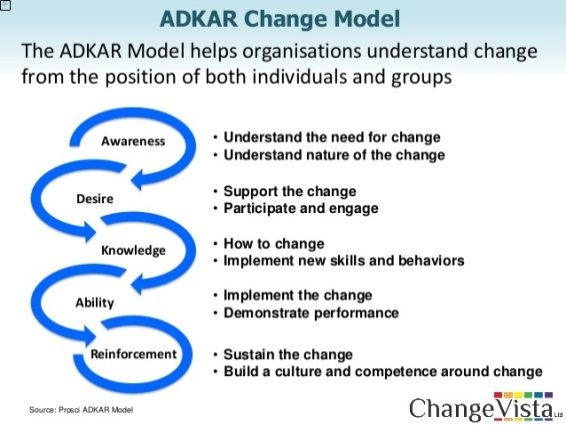 ADKAR Change Model
The ADKAR Model helps organisations understand change
from the position of both individuals and groups
Awareness
• Understand the need for change
• Understand nature of the change
Desire
• Support the change
• Participate and engage
Knowledge
• How to change
• Implement new skills and behaviors
Ability
• Implement the change
• Demonstrate performance
Reinforcement
• Sustain the change
• Build a culture and competence around change
Source: Prosci ADKAR Model
ChangeVista Ltd